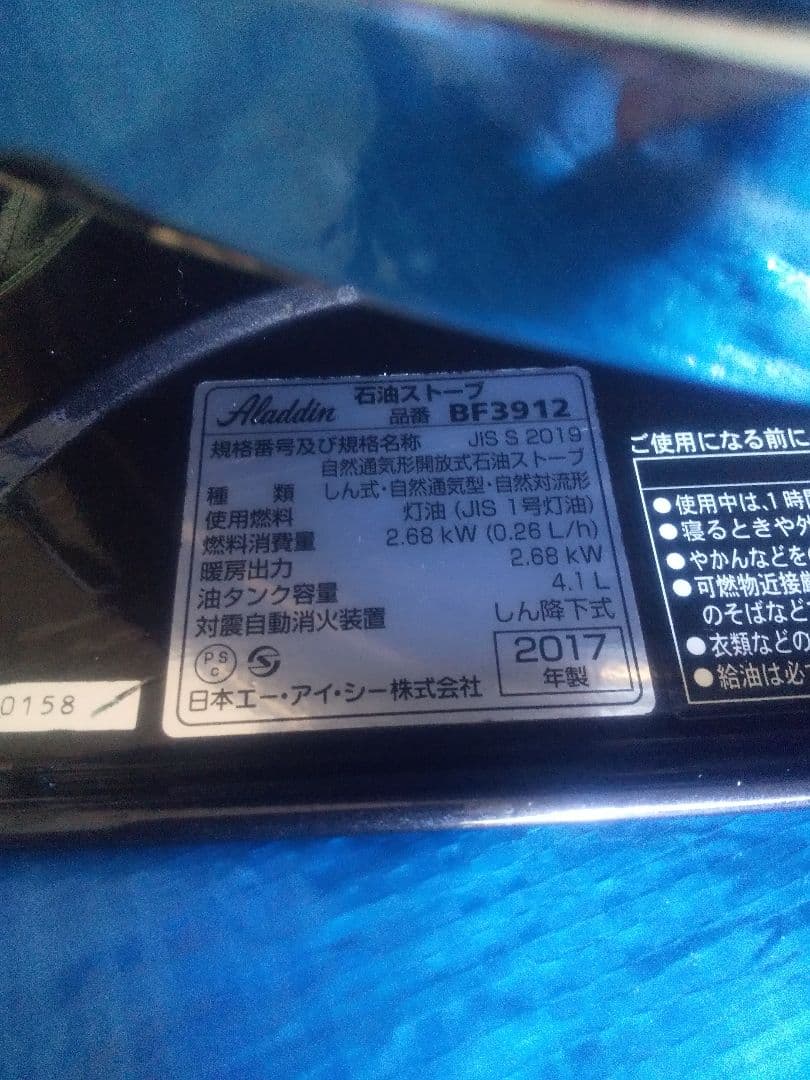 Aladdin 石油ストーブ
品番 BF3912
規格番号及び規格名称 JIS S 2019
自然通気形開放式石油ストーブ
種類 しん式・自然通気型・自然対流形
使用燃料 灯油 (JIS 1号灯油)
燃料消費量 2.68 kW (0.26 L/h)
暖房出力 2.68 kW
油タンク容量 4.1 L
対震自動消火装置 しん降下式
PS C
2017
年製
日本エー・アイ・シー株式会社
0158
ご使用になる前に
●使用中は、1時間
●寝るときや外
●やかんなどを
●可燃物近接
のそばなど
●衣類などの
●給油は必